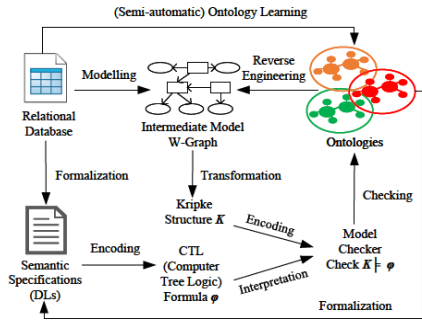 (Semi-automatic) Ontology Learning
Modelling
Reverse
Engineering
Relational
Database
Intermediate Model
W-Graph
Ontologies
Formalization
Transformation
Checking
Kripke
Structure K
Encoding
Model
Checker
Check K ⊨ φ
Semantic
Specifications
(DLs)
Encoding
CTL
(Computer
Tree Logic)
Formula φ
Interpretation
Formalization